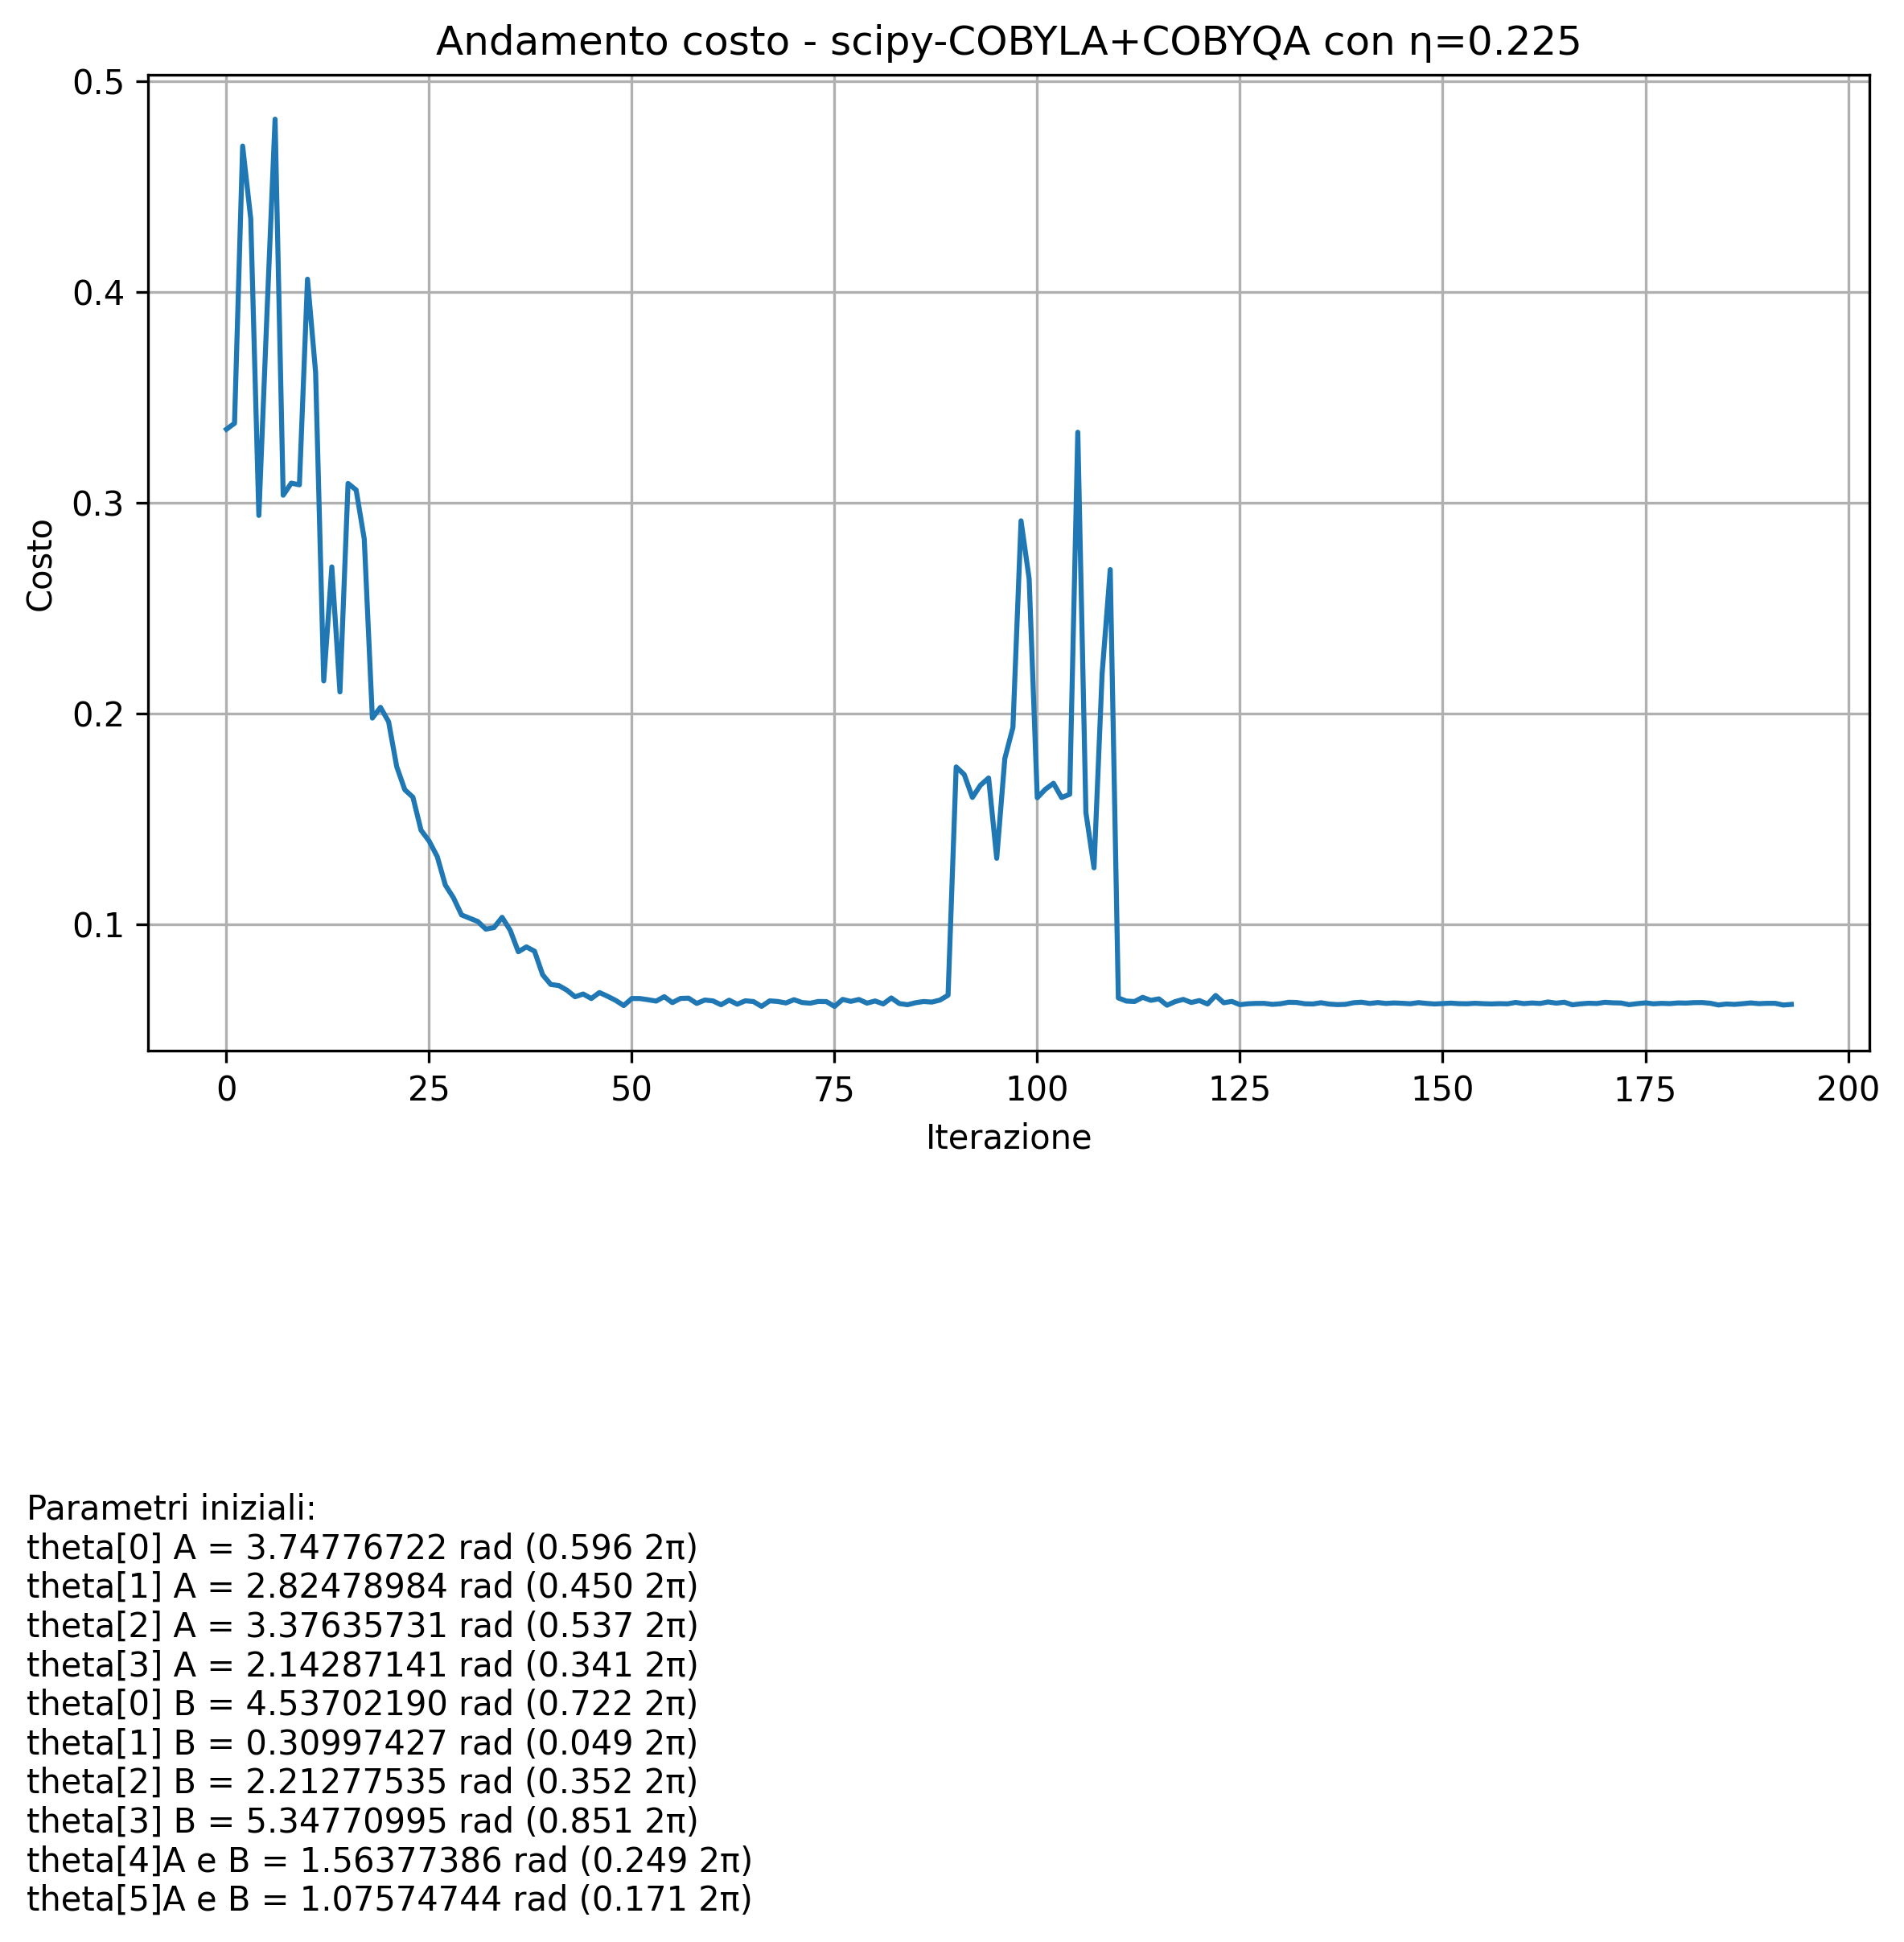 Andamento costo - scipy-COBYLA+COBYQA con η=0.225
0.5
0.4
0.3
0.2
0.1
Costo
0 25 50 75 100 125 150 175 200
Iterazione
Parametri iniziali:
theta[0] A = 3.74776722 rad (0.596 2π)
theta[1] A = 2.82478984 rad (0.450 2π)
theta[2] A = 3.37635731 rad (0.537 2π)
theta[3] A = 2.14287141 rad (0.341 2π)
theta[0] B = 4.53702190 rad (0.722 2π)
theta[1] B = 0.30997427 rad (0.049 2π)
theta[2] B = 2.21277535 rad (0.352 2π)
theta[3] B = 5.34770995 rad (0.851 2π)
theta[4]A e B = 1.56377386 rad (0.249 2π)
theta[5]A e B = 1.07574744 rad (0.171 2π)